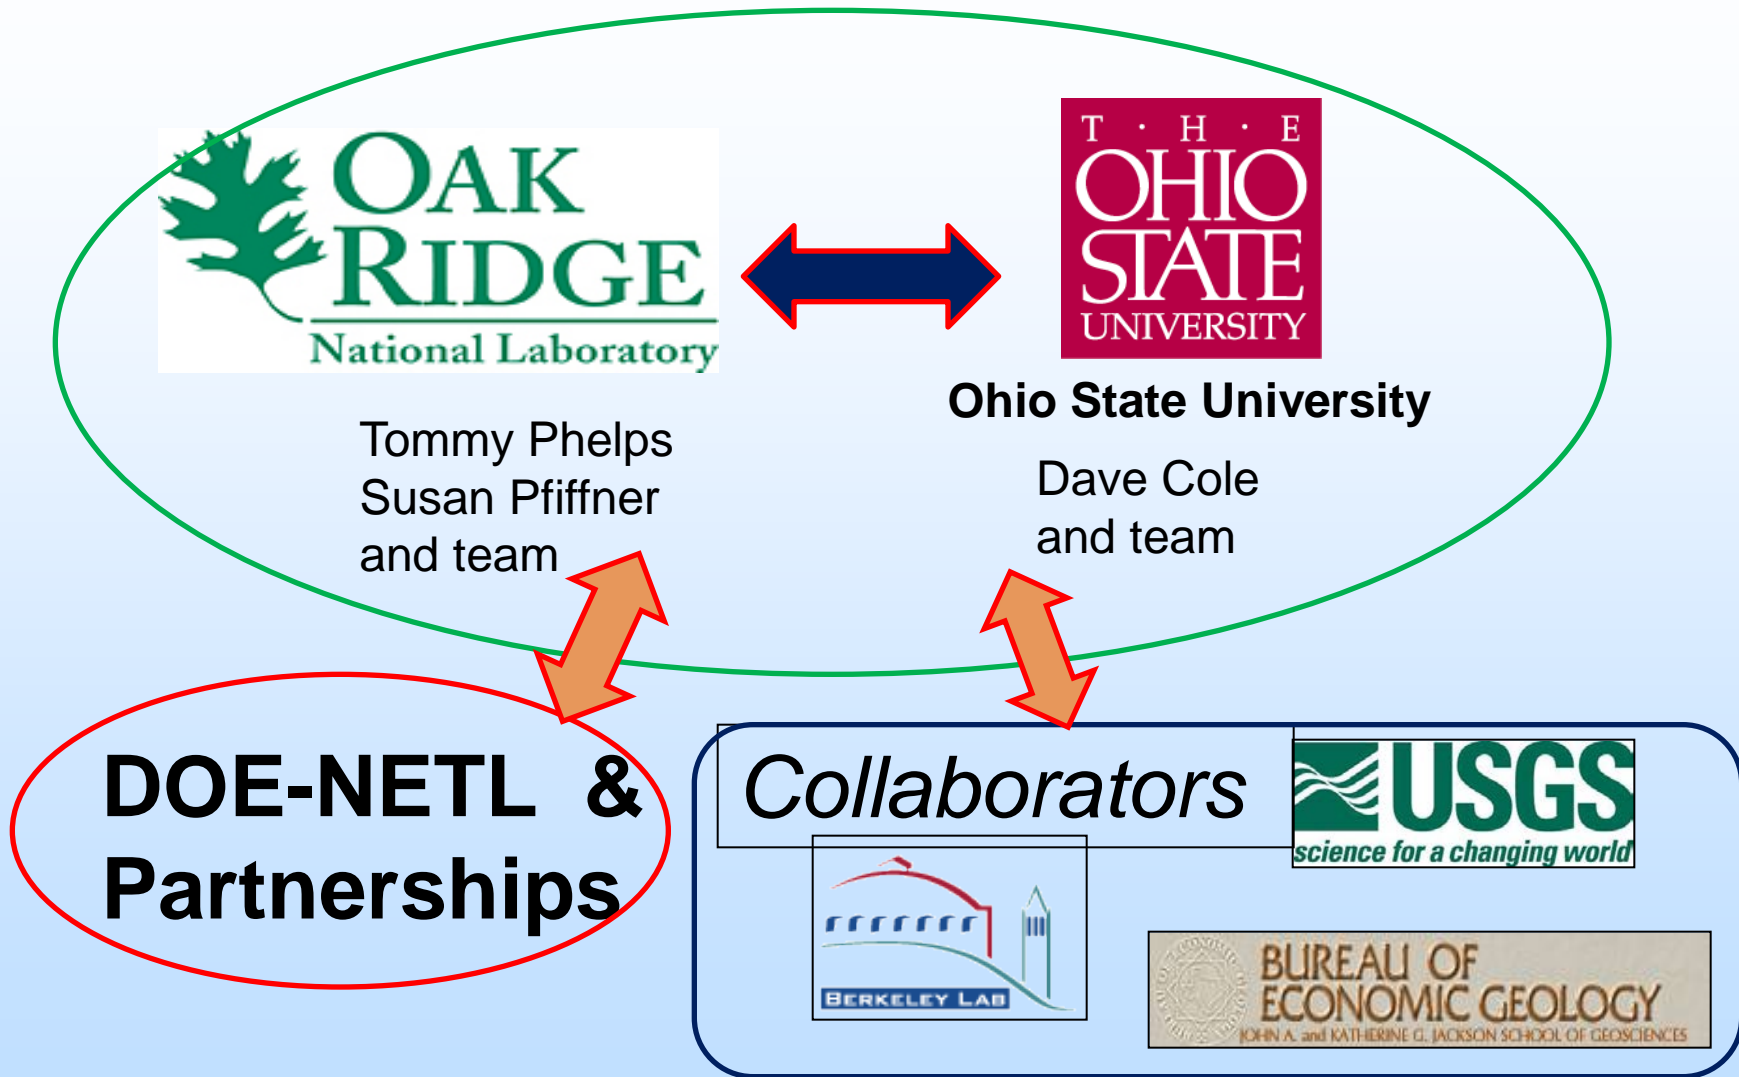 OAK
RIDGE
National Laboratory
T · H · E
OHIO
STATE
UNIVERSITY
Ohio State University
Tommy Phelps
Susan Pfiffner
and team
Dave Cole
and team
DOE-NETL &
Partnerships
Collaborators
USGS
science for a changing world
BERKELEY LAB
BUREAU OF
ECONOMIC GEOLOGY
JOHN A. and KATHERINE G. JACKSON SCHOOL OF GEOSCIENCES